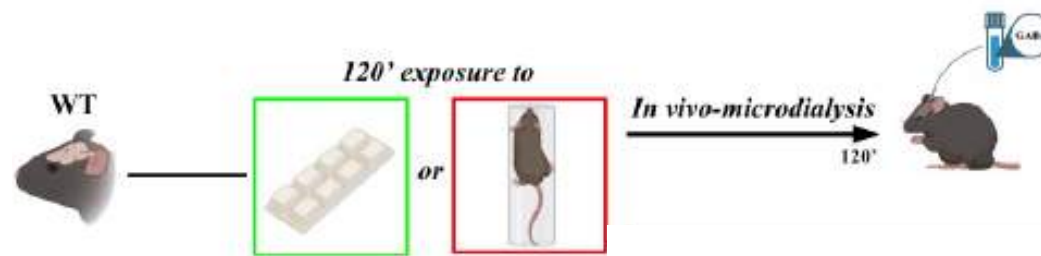 120’ exposure to
WT
or
In vivo-microdialysis
120’